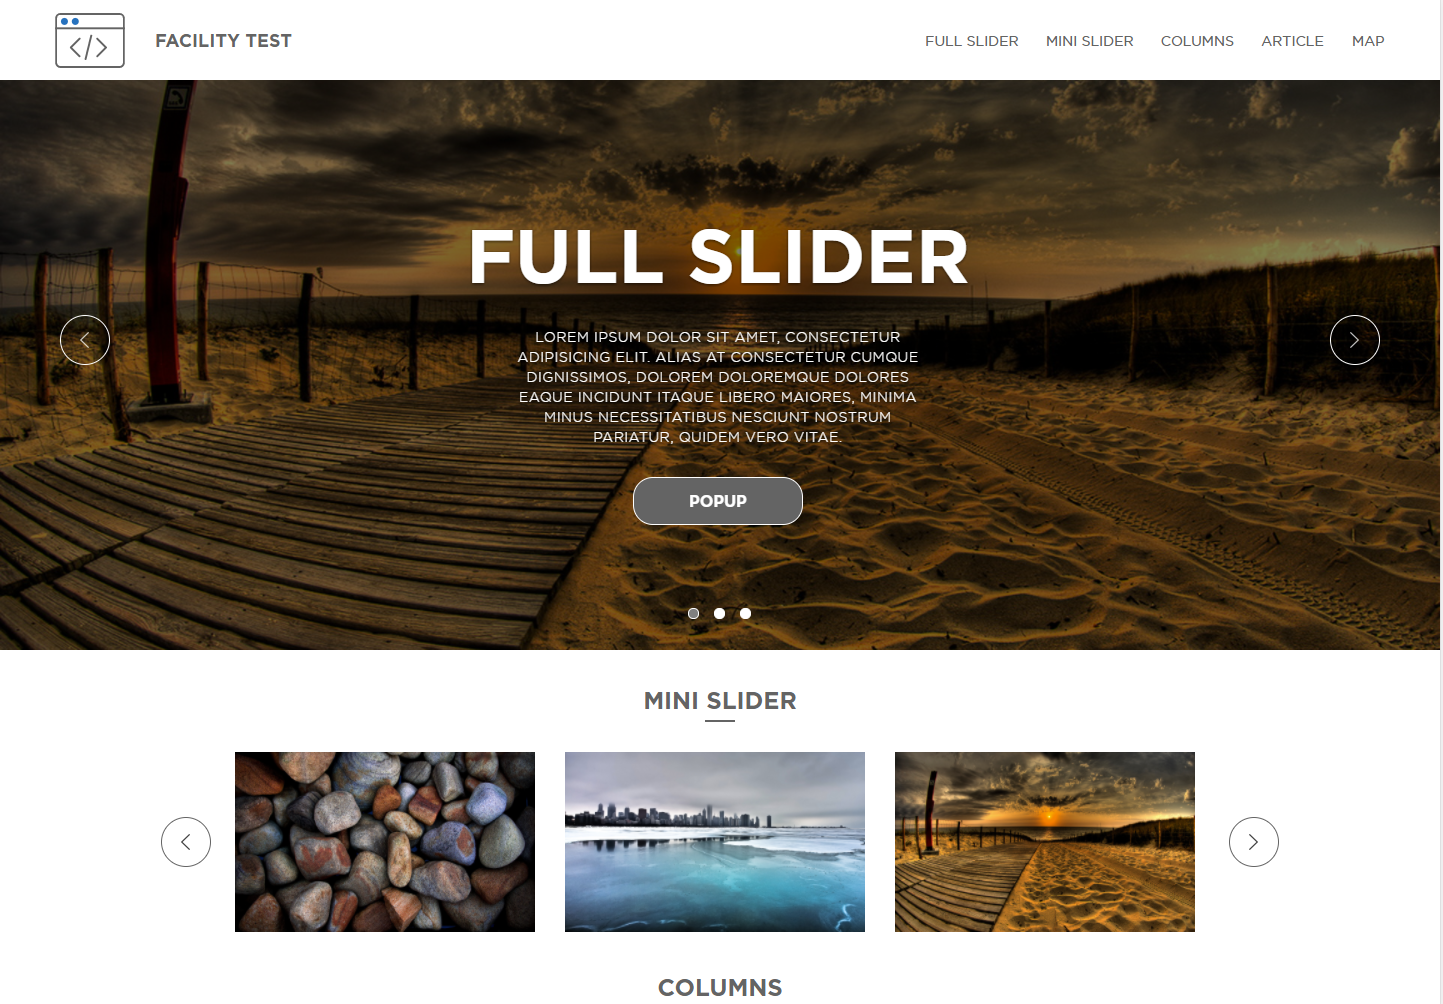 FACILITY TEST
FULL SLIDER
MINI SLIDER
COLUMNS
ARTICLE
MAP
FULL SLIDER
LOREM IPSUM DOLOR SIT AMET, CONSECTETUR
ADIPISICING ELIT. ALIAS AT CONSECTETUR CUMQUE
DIGNISSIMOS, DOLOREM DOLOREMQUE DOLORES
EAQUE INCIDUNT ITAQUE LIBERO MAIORES, MINIMA
MINUS NECESSITATIBUS NESCIUNT NOSTRUM
PARIATUR, QUIDEM VERO VITAE.
POPUP
MINI SLIDER
COLUMNS